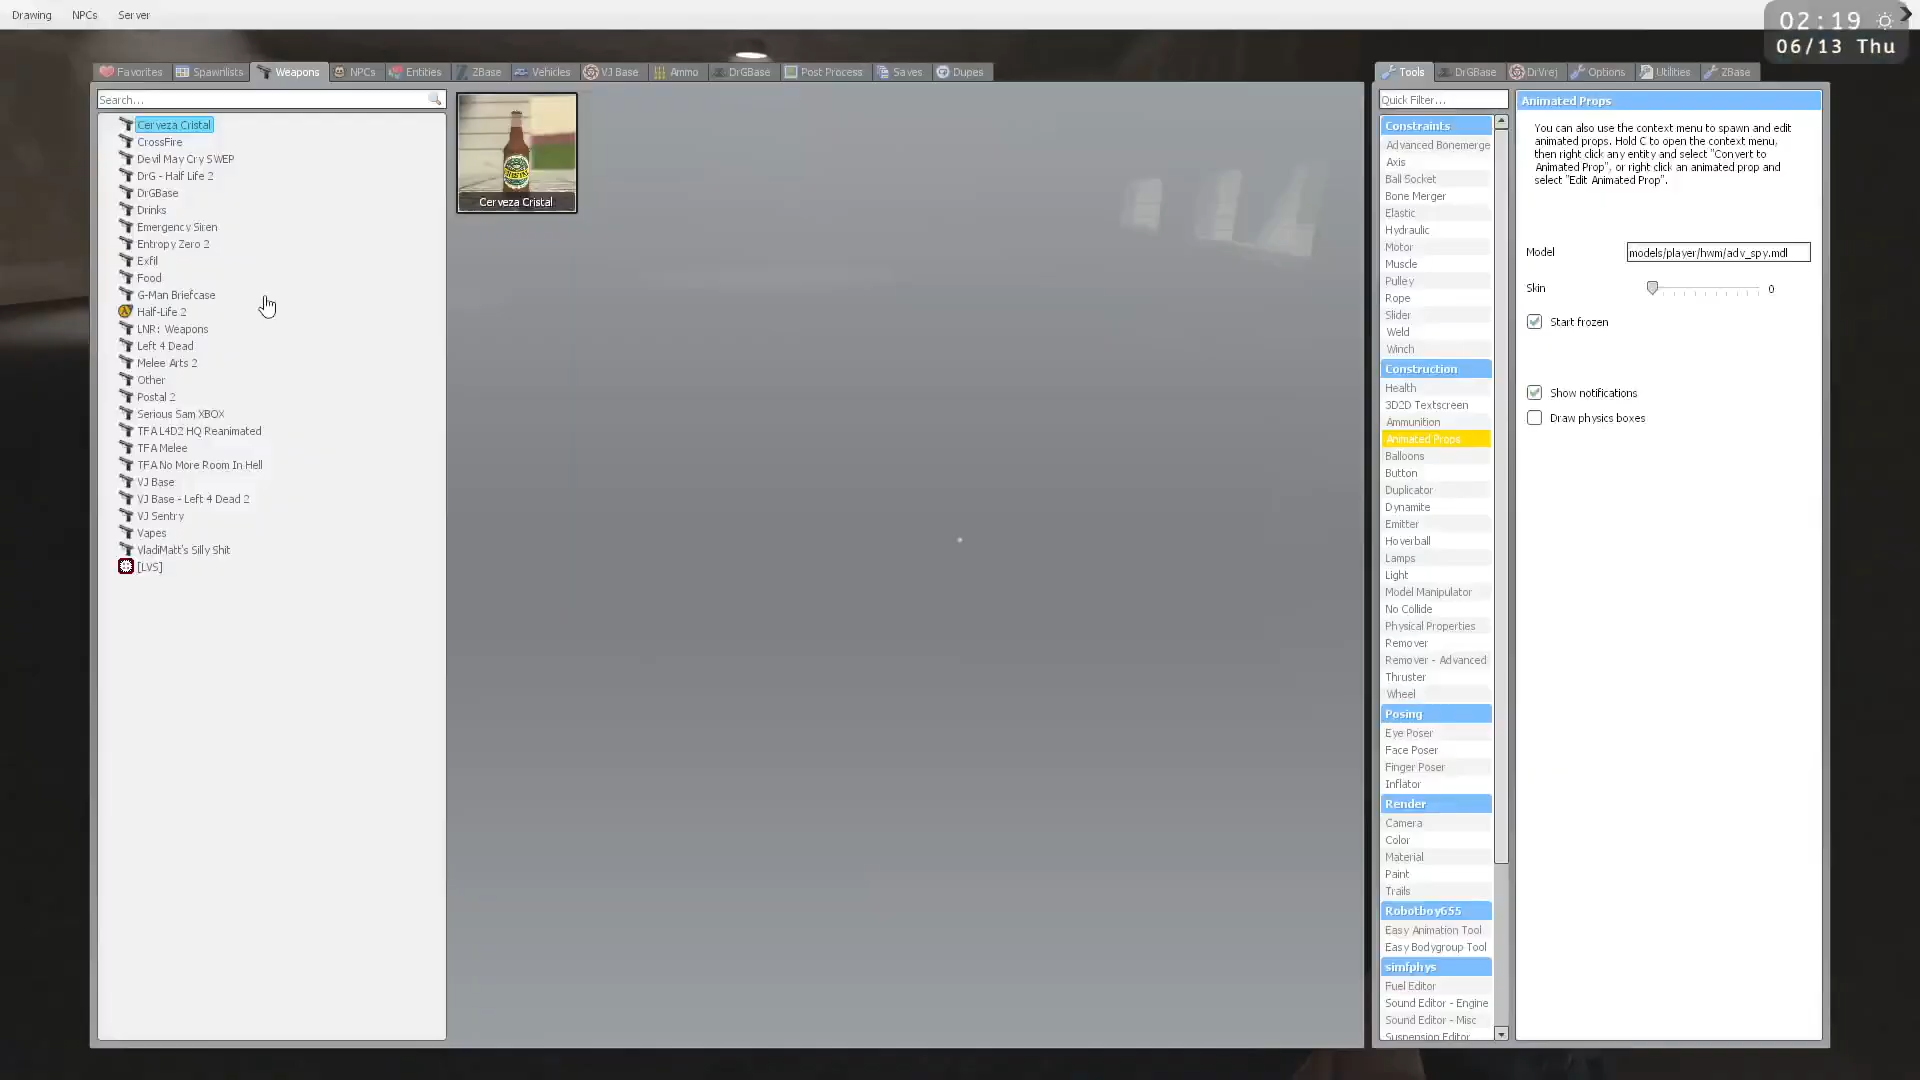 Drawing NPCs Server
02:19
06/13 Thu
Favorites Spawnlists Weapons NPCs Entities ZBase Vehicles VJ Base Ammo DrGBase Post Process Saves Dupes
Tools DrGBase DrVrej Options Utilities ZBase
Search...
Cerveza Cristal
CrossFire
Devil May Cry SWEP
DrG - Half Life 2
DrGBase
Drinks
Emergency Siren
Entropy Zero 2
Exfil
Food
G-Man Briefcase
Half-Life 2
LNR: Weapons
Left 4 Dead
Melee Arts 2
Other
Postal 2
Serious Sam XBOX
TFA L4D2 HQ Reanimated
TFA Melee
TFA No More Room In Hell
VJ Base
VJ Base - Left 4 Dead 2
VJ Sentry
Vapes
VladiMatt's Silly Shit
[LVS]
Cerveza Cristal
Quick Filter...
Constraints
Advanced Bonemerge
Axis
Ball Socket
Bone Merger
Elastic
Hydraulic
Motor
Muscle
Pulley
Rope
Slider
Weld
Winch
Construction
Health
3D2D Textscreen
Ammunition
Animated Props
Balloons
Button
Duplicator
Dynamite
Emitter
Hoverball
Lamps
Light
Model Manipulator
No Collide
Physical Properties
Remover
Remover - Advanced
Thruster
Wheel
Posing
Eye Poser
Face Poser
Finger Poser
Inflator
Render
Camera
Color
Material
Paint
Trails
Robotboy655
Easy Animation Tool
Easy Bodygroup Tool
simfphys
Fuel Editor
Sound Editor - Engine
Sound Editor - Misc
Suspension Editor
Animated Props
You can also use the context menu to spawn and edit
animated props. Hold C to open the context menu,
then right click any entity and select "Convert to
Animated Prop", or right click an animated prop and
select "Edit Animated Prop".
Model models/player/hwm/adv_spy.mdl
Skin 0
Start frozen
Show notifications
Draw physics boxes